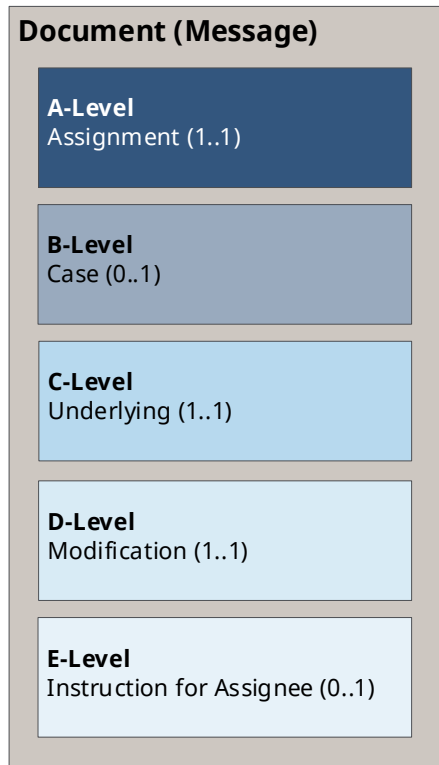 Document (Message)
A-Level
Assignment (1..1)
B-Level
Case (0..1)
C-Level
Underlying (1..1)
D-Level
Modification (1..1)
E-Level
Instruction for Assignee (0..1)